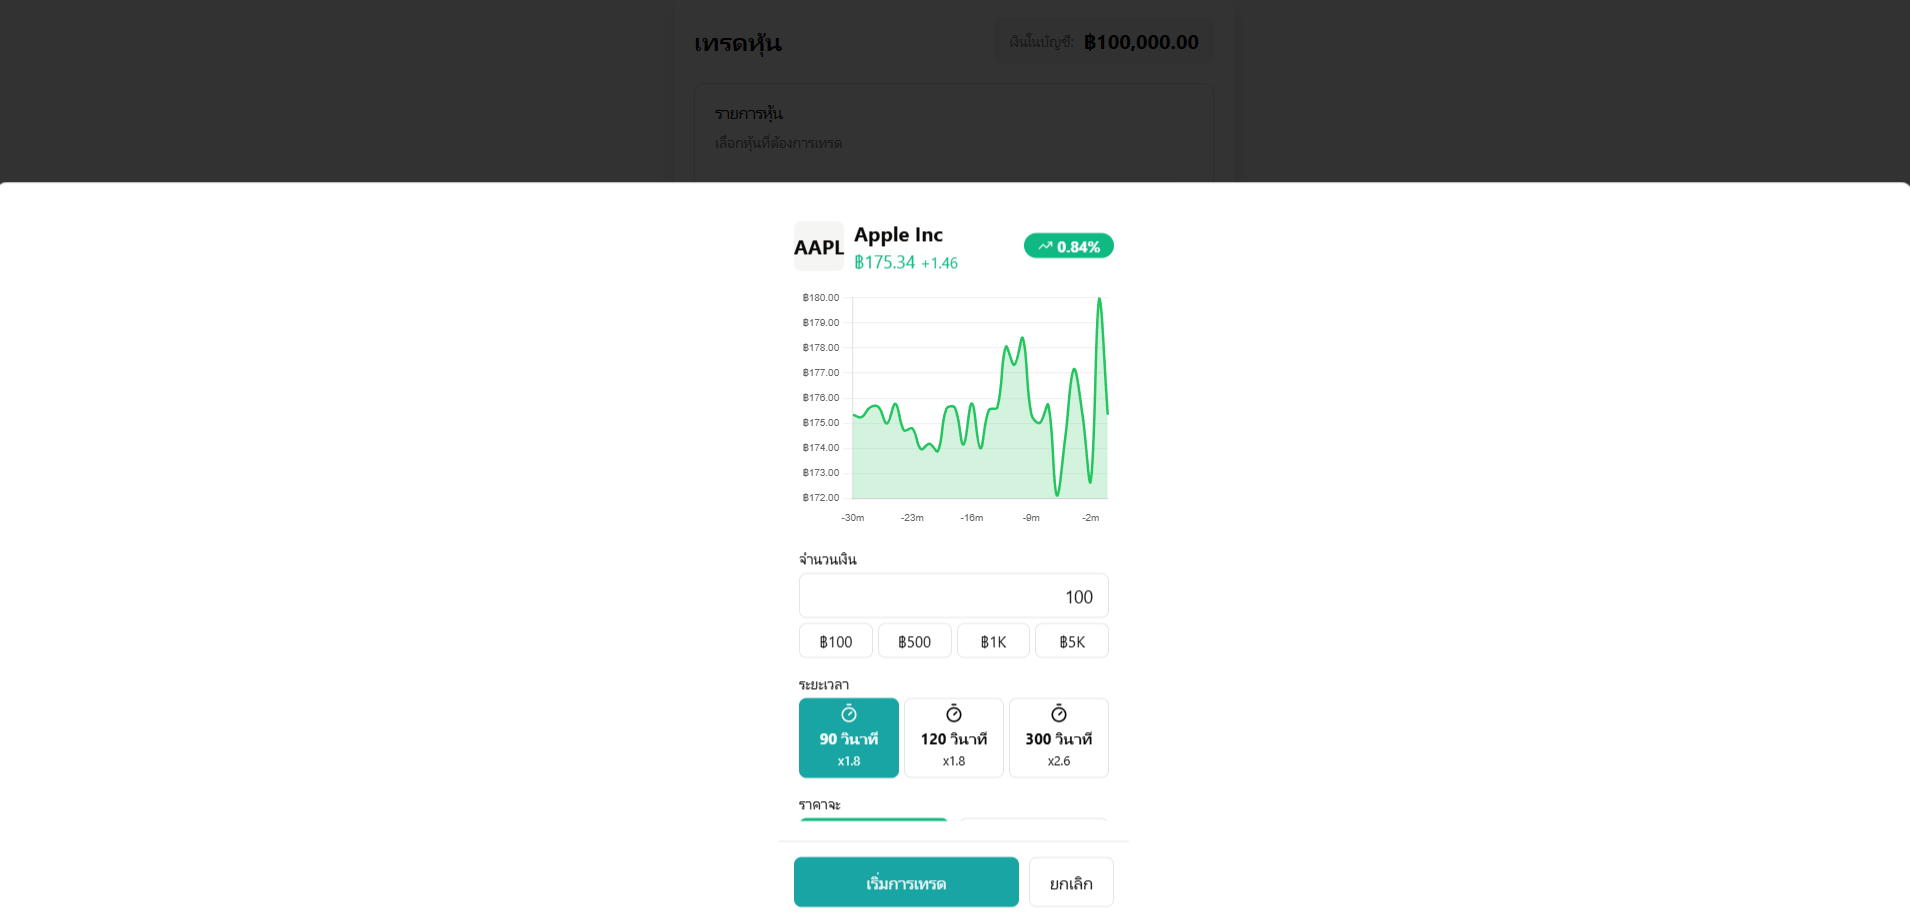 เทรดหุ้น
เงินในบัญชี: ฿100,000.00
รายการหุ้น
เลือกหุ้นที่ต้องการเทรด
AAPL
Apple Inc
฿175.34 +1.46
0.84%
฿180.00
฿179.00
฿178.00
฿177.00
฿176.00
฿175.00
฿174.00
฿173.00
฿172.00
-30m -23m -16m -9m -2m
จำนวนเงิน
100
฿100 ฿500 ฿1K ฿5K
ระยะเวลา
90 วินาที 120 วินาที 300 วินาที
x1.8 x1.8 x2.6
ราคาจะ
เริ่มการเทรด ยกเลิก